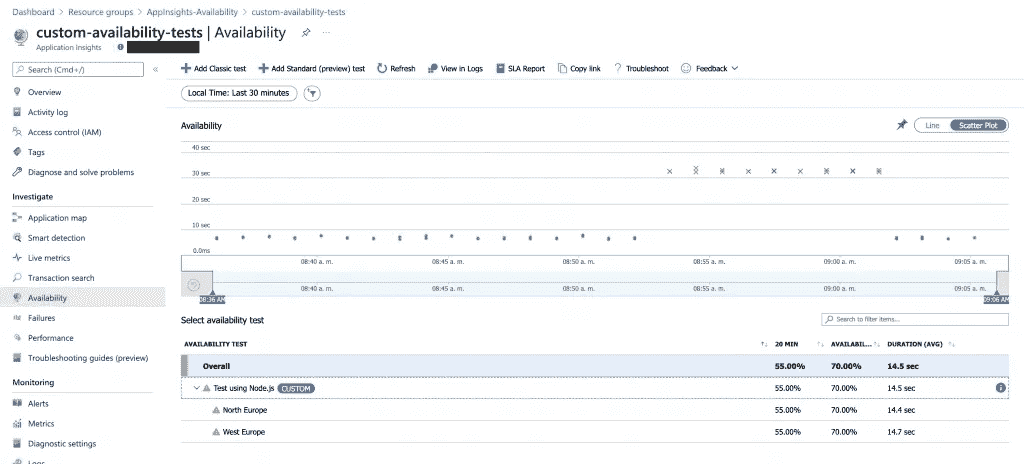 Dashboard > Resource groups > AppInsights-Availability > custom-availability-tests
custom-availability-tests | Availability
Application Insights
Search (Cmd+/)
Overview
Activity log
Access control (IAM)
Tags
Diagnose and solve problems
Investigate
Application map
Smart detection
Live metrics
Transaction search
Availability
Failures
Performance
Troubleshooting guides (preview)
Monitoring
Alerts
Metrics
Diagnostic settings
Logs
Add Classic test Add Standard (preview) test Refresh View in Logs SLA Report Copy link Troubleshoot Feedback
Local Time: Last 30 minutes
Availability Line Scatter Plot
40 sec
30 sec
20 sec
10 sec
0.0ms
08:40 a. m. 08:45 a. m. 08:50 a. m. 08:55 a. m. 09:00 a. m. 09:05 a. m.
08:40 a. m. 08:45 a. m. 08:50 a. m. 08:55 a. m. 09:00 a. m. 09:05 a. m.
08:36 AM 09:06 AM
Select availability test Search to filter items...
AVAILABILITY TEST 20 MIN AVAILABIL... DURATION (AVG)
Overall 55.00% 70.00% 14.5 sec
Test using Node.js CUSTOM 55.00% 70.00% 14.5 sec
North Europe 55.00% 70.00% 14.4 sec
West Europe 55.00% 70.00% 14.7 sec